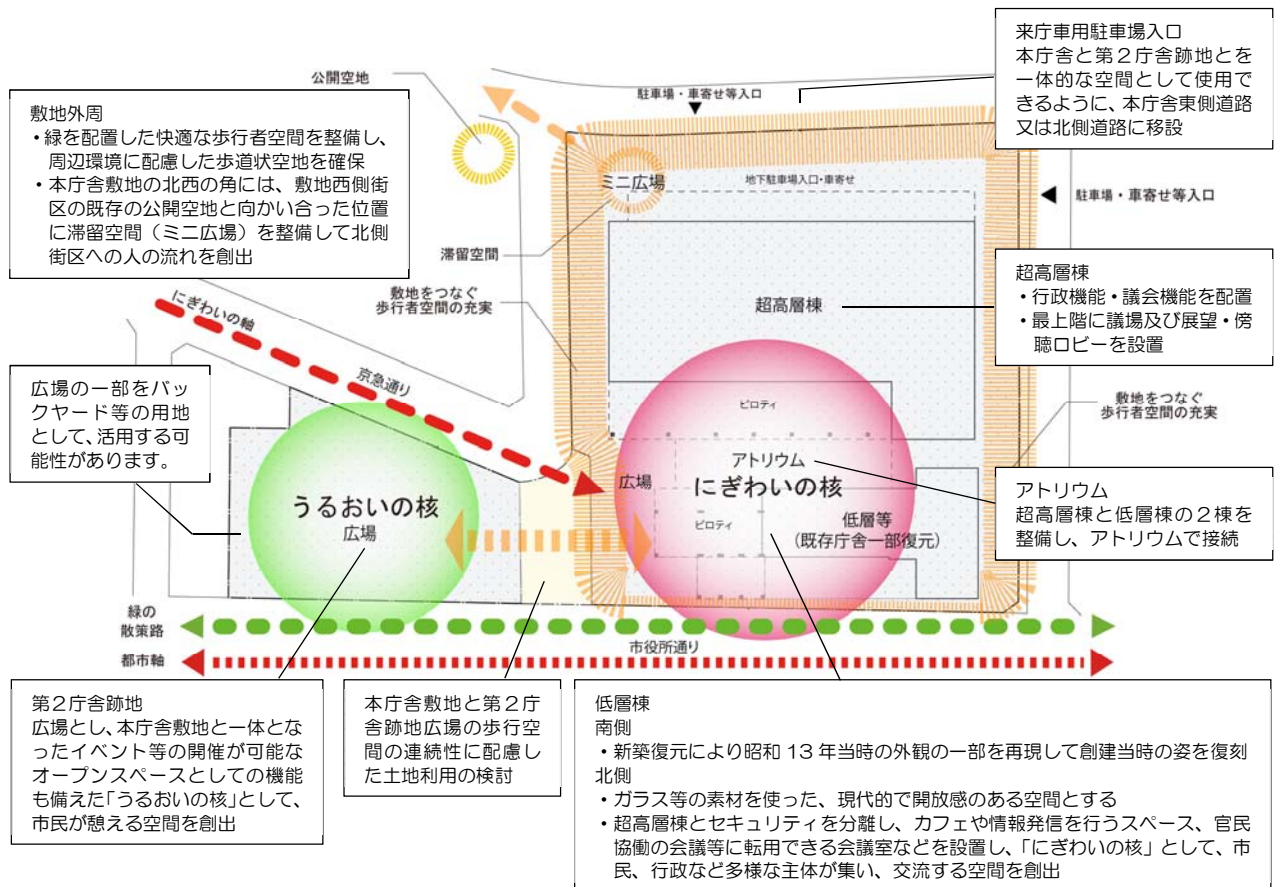 来庁車用駐車場入口
本庁舎と第2庁舎跡地とを
一体的な空間として使用で
きるように、本庁舎東側道路
又は北側道路に移設
公開空地
駐車場・車寄せ等入口
敷地外周
・緑を配置した快適な歩行者空間を整備し、
周辺環境に配慮した歩道状空地を確保
・本庁舎敷地の北西の角には、敷地西側街
区の既存の公開空地と向かい合った位置
に滞留空間（ミニ広場）を整備して北側
街区への人の流れを創出
ミニ広場
地下駐車場入口・車寄せ
駐車場・車寄せ等入口
滞留空間
超高層棟
・行政機能・議会機能を配置
・最上階に議場及び展望・傍
聴ロビーを設置
にぎわいの軸
敷地をつなぐ
歩行者空間の充実
超高層棟
京急通り
広場の一部をバッ
クヤード等の用地
として、活用する可
能性があります。
ピロティ
敷地をつなぐ
歩行者空間の充実
うるおいの核
広場
広場
アトリウム
にぎわいの核
ピロティ
低層等
（既存庁舎一部復元）
アトリウム
超高層棟と低層棟の2棟を
整備し、アトリウムで接続
緑の
散策路
市役所通り
都市軸
第2庁舎跡地
広場とし、本庁舎敷地と一体とな
ったイベント等の開催が可能な
オープンスペースとしての機能
も備えた「うるおいの核」として、
市民が憩える空間を創出
本庁舎敷地と第2庁
舎跡地広場の歩行空
間の連続性に配慮し
た土地利用の検討
低層棟
南側
・新築復元により昭和 13 年当時の外観の一部を再現して創建当時の姿を復刻
北側
・ガラス等の素材を使った、現代的で開放感のある空間とする
・超高層棟とセキュリティを分離し、カフェや情報発信を行うスペース、官民
協働の会議等に転用できる会議室などを設置し、「にぎわいの核」として、市
民、行政など多様な主体が集い、交流する空間を創出